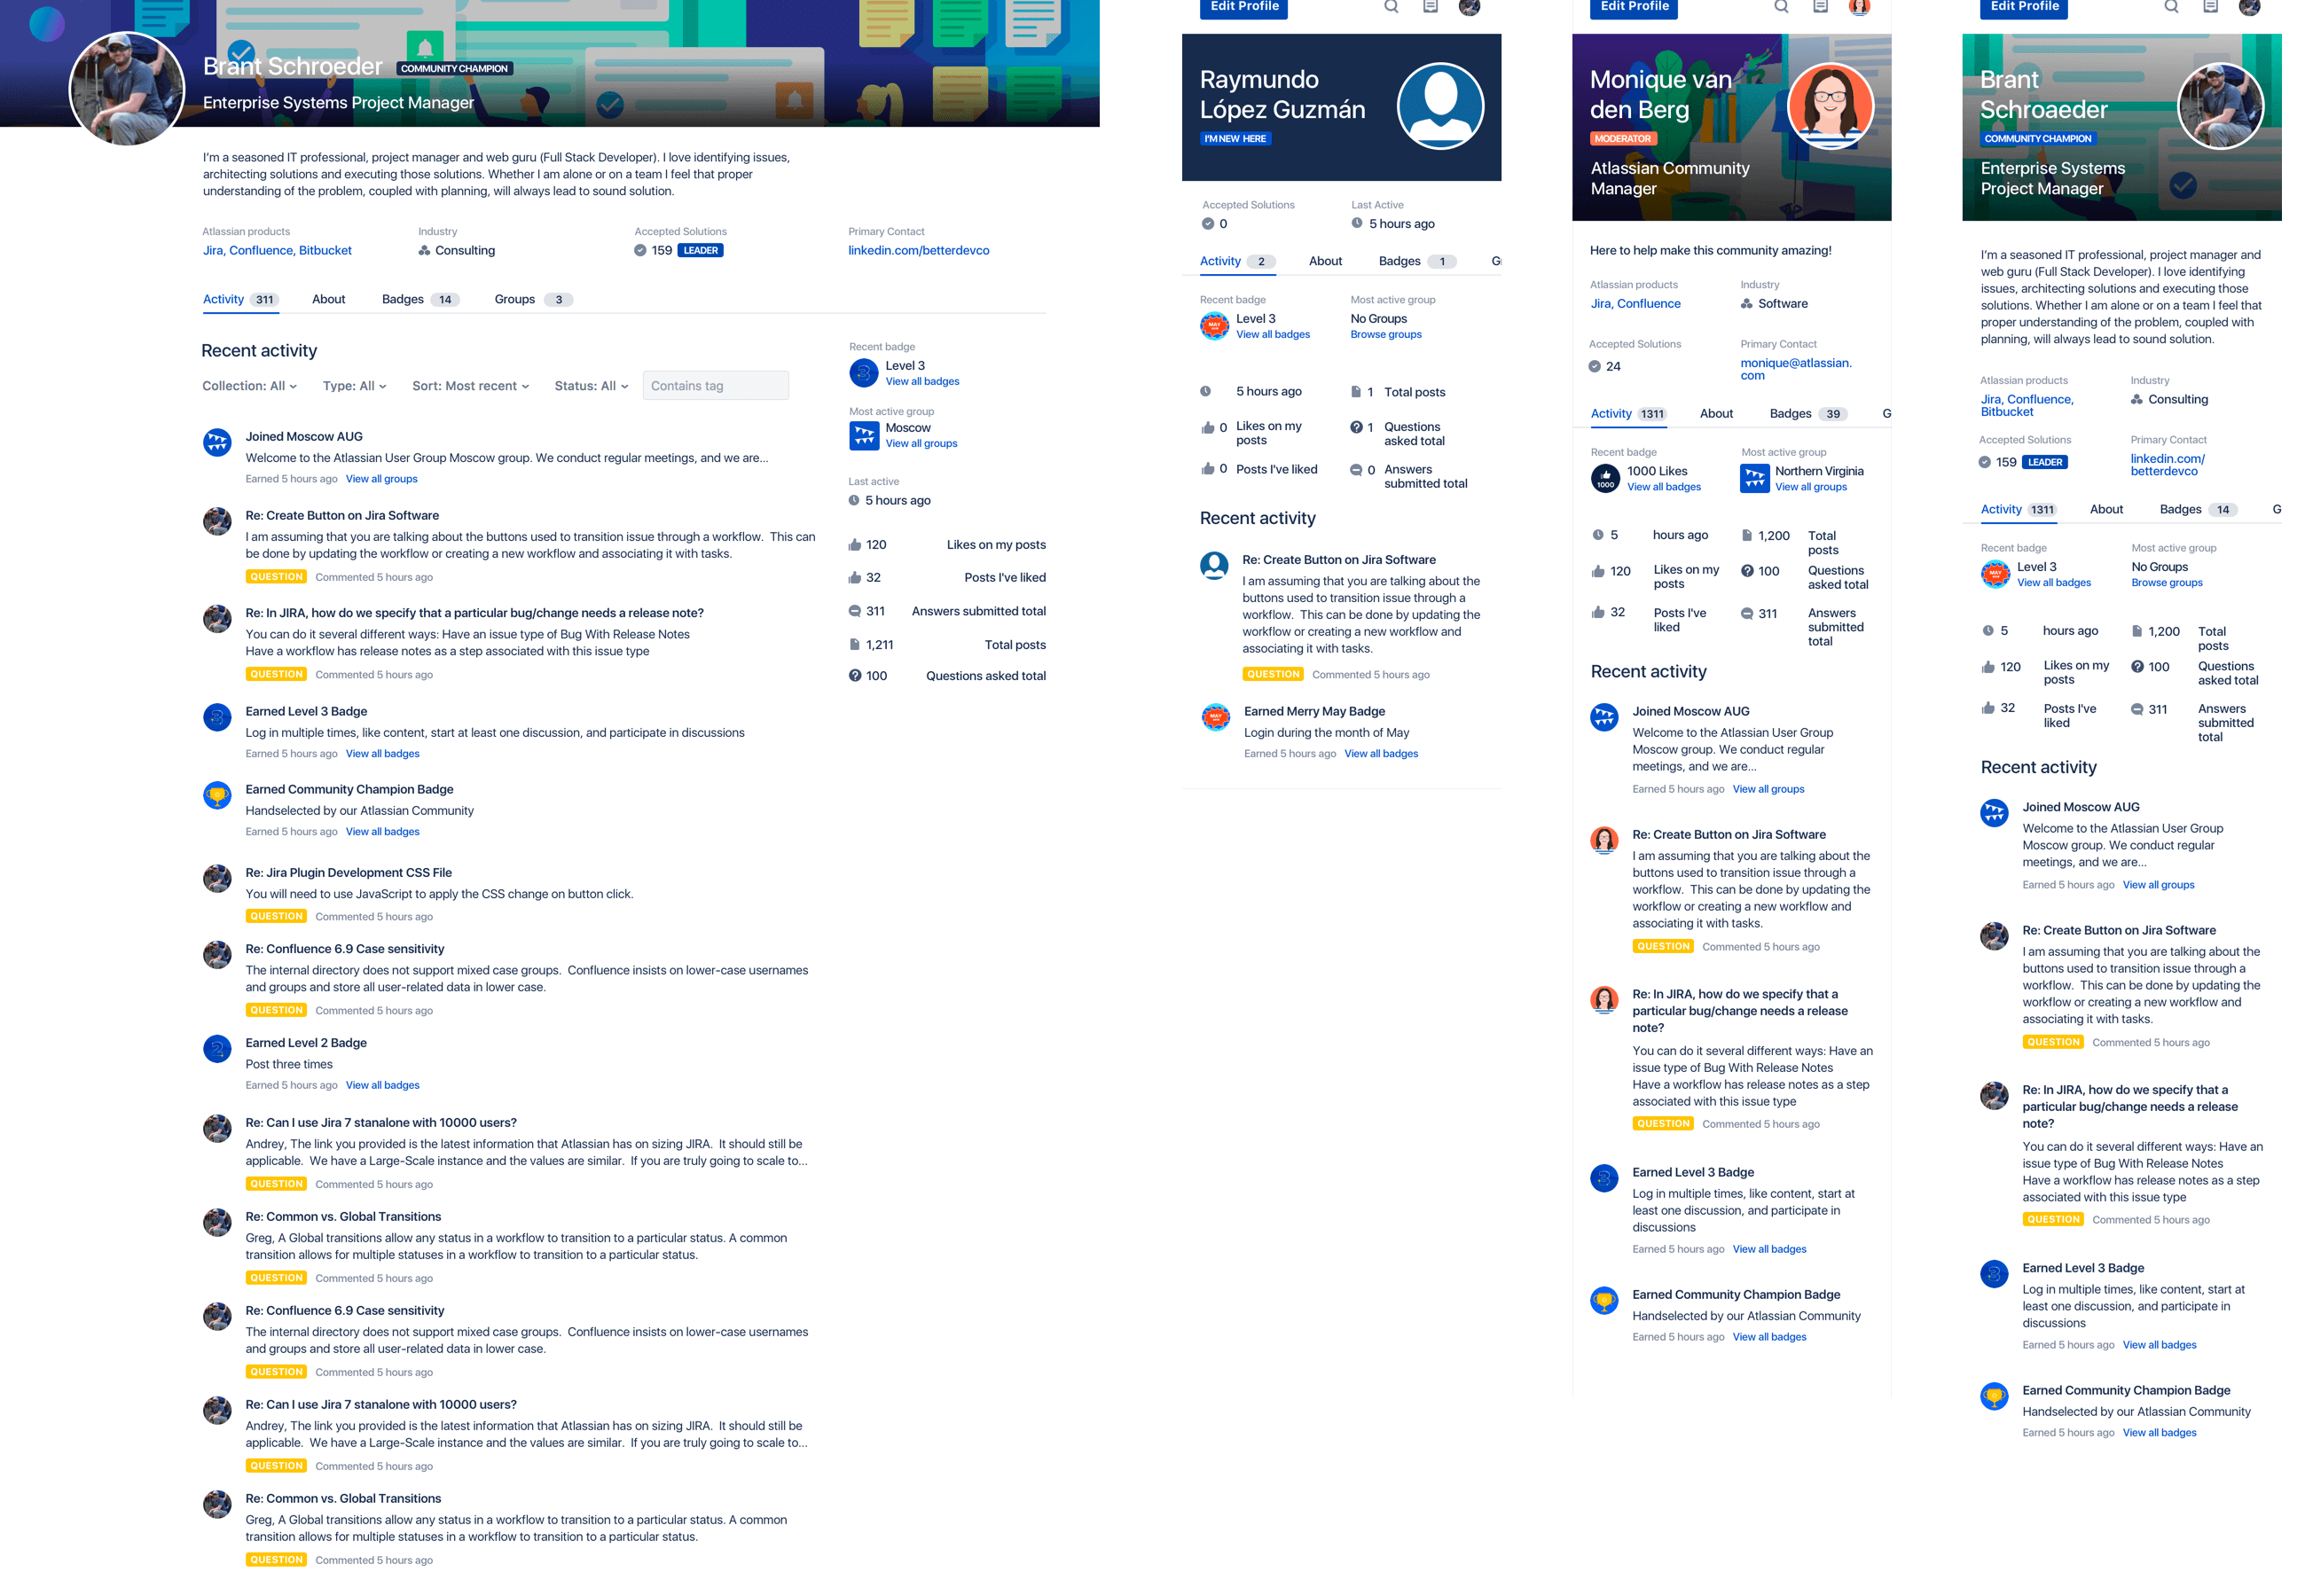 Brant Schroeder COMMUNITY CHAMPION
Enterprise Systems Project Manager
I'm a seasoned IT professional, project manager and web guru (Full Stack Developer). I love identifying issues,
architecting solutions and executing those solutions. Whether I am alone or on a team I feel that proper
understanding of the problem, coupled with planning, will always lead to sound solution.
Atlassian products
Jira, Confluence, Bitbucket
Industry
Consulting
Accepted Solutions
159 LEADER
Primary Contact
linkedin.com/betterdevco
Activity 311 About Badges 14 Groups 3
Recent activity
Collection: All Type: All Sort: Most recent Status: All Contains tag
Joined Moscow AUG
Welcome to the Atlassian User Group Moscow group. We conduct regular meetings, and we are...
Earned 5 hours ago View all groups
Re: Create Button on Jira Software
I am assuming that you are talking about the buttons used to transition issue through a workflow. This can
be done by updating the workflow or creating a new workflow and associating it with tasks.
QUESTION Commented 5 hours ago
Re: In JIRA, how do we specify that a particular bug/change needs a release note?
You can do it several different ways: Have an issue type of Bug With Release Notes
Have a workflow has release notes as a step associated with this issue type
QUESTION Commented 5 hours ago
3
Earned Level 3 Badge
Log in multiple times, like content, start at least one discussion, and participate in discussions
Earned 5 hours ago View all badges
Earned Community Champion Badge
Handselected by our Atlassian Community
Earned 5 hours ago View all badges
Re: Jira Plugin Development CSS File
You will need to use JavaScript to apply the CSS change on button click.
QUESTION Commented 5 hours ago
Re: Confluence 6.9 Case sensitivity
The internal directory does not support mixed case groups. Confluence insists on lower-case usernames
and groups and store all user-related data in lower case.
QUESTION Commented 5 hours ago
2
Earned Level 2 Badge
Post three times
Earned 5 hours ago View all badges
Re: Can I use Jira 7 stanalone with 10000 users?
Andrey, The link you provided is the latest information that Atlassian has on sizing JIRA. It should still be
applicable. We have a Large-Scale instance and the values are similar. If you are truly going to scale to...
QUESTION Commented 5 hours ago
Re: Common vs. Global Transitions
Greg, A Global transitions allow any status in a workflow to transition to a particular status. A common
transition allows for multiple statuses in a workflow to transition to a particular status.
QUESTION Commented 5 hours ago
Re: Confluence 6.9 Case sensitivity
The internal directory does not support mixed case groups. Confluence insists on lower-case usernames
and groups and store all user-related data in lower case.
QUESTION Commented 5 hours ago
Re: Can I use Jira 7 stanalone with 10000 users?
Andrey, The link you provided is the latest information that Atlassian has on sizing JIRA. It should still be
applicable. We have a Large-Scale instance and the values are similar. If you are truly going to scale to...
QUESTION Commented 5 hours ago
Re: Common vs. Global Transitions
Greg, A Global transitions allow any status in a workflow to transition to a particular status. A common
transition allows for multiple statuses in a workflow to transition to a particular status.
QUESTION Commented 5 hours ago
Recent badge
3
Level 3
View all badges
Most active group
Moscow
View all groups
Last active
5 hours ago
120 Likes on my posts
32 Posts I've liked
311 Answers submitted total
1,211 Total posts
100 Questions asked total
Edit Profile
Raymundo
López Guzmán
I'M NEW HERE
Accepted Solutions
0
Last Active
5 hours ago
Activity 2 About Badges 1 G
Recent badge
MAY
Level 3
View all badges
Most active group
No Groups
Browse groups
5 hours ago
1 Total posts
0 Likes on my
posts
1 Questions
asked total
0 Posts I've liked
0 Answers
submitted total
Recent activity
Re: Create Button on Jira Software
I am assuming that you are talking about the
buttons used to transition issue through a
workflow. This can be done by updating the
workflow or creating a new workflow and
associating it with tasks.
QUESTION Commented 5 hours ago
MAY
Earned Merry May Badge
Login during the month of May
Earned 5 hours ago View all badges
Edit Profile
Monique van
den Berg
MODERATOR
Atlassian Community
Manager
Here to help make this community amazing!
Atlassian products
Jira, Confluence
Industry
Software
Accepted Solutions
24
Primary Contact
monique@atlassian.
com
Activity 1311 About Badges 39 G
Recent badge
1000
1000 Likes
View all badges
Most active group
Northern Virginia
View all groups
5 hours ago
1,200 Total
posts
120 Likes on my
posts
100 Questions
asked total
32 Posts I've
liked
311 Answers
submitted
total
Recent activity
Joined Moscow AUG
Welcome to the Atlassian User Group
Moscow group. We conduct regular
meetings, and we are...
Earned 5 hours ago View all groups
Re: Create Button on Jira Software
I am assuming that you are talking about the
buttons used to transition issue through a
workflow. This can be done by updating the
workflow or creating a new workflow and
associating it with tasks.
QUESTION Commented 5 hours ago
Re: In JIRA, how do we specify that a
particular bug/change needs a release
note?
You can do it several different ways: Have an
issue type of Bug With Release Notes
Have a workflow has release notes as a step
associated with this issue type
QUESTION Commented 5 hours ago
3
Earned Level 3 Badge
Log in multiple times, like content, start at
least one discussion, and participate in
discussions
Earned 5 hours ago View all badges
Earned Community Champion Badge
Handselected by our Atlassian Community
Earned 5 hours ago View all badges
Edit Profile
Brant
Schroaeder
COMMUNITY CHAMPION
Enterprise Systems
Project Manager
I'm a seasoned IT professional, project manager and
web guru (Full Stack Developer). I love identifying
issues, architecting solutions and executing those
solutions. Whether I am alone or on a team I feel that
proper understanding of the problem, coupled with
planning, will always lead to sound solution.
Atlassian products
Jira, Confluence,
Bitbucket
Industry
Consulting
Accepted Solutions
159 LEADER
Primary Contact
linkedin.com/
betterdevco
Activity 1311 About Badges 14 G
Recent badge
MAY
Level 3
View all badges
Most active group
No Groups
Browse groups
5 hours ago
1,200 Total
posts
120 Likes on my
posts
100 Questions
asked total
32 Posts I've
liked
311 Answers
submitted
total
Recent activity
Joined Moscow AUG
Welcome to the Atlassian User Group
Moscow group. We conduct regular
meetings, and we are...
Earned 5 hours ago View all groups
Re: Create Button on Jira Software
I am assuming that you are talking about the
buttons used to transition issue through a
workflow. This can be done by updating the
workflow or creating a new workflow and
associating it with tasks.
QUESTION Commented 5 hours ago
Re: In JIRA, how do we specify that a
particular bug/change needs a release
note?
You can do it several different ways: Have an
issue type of Bug With Release Notes
Have a workflow has release notes as a step
associated with this issue type
QUESTION Commented 5 hours ago
3
Earned Level 3 Badge
Log in multiple times, like content, start at
least one discussion, and participate in
discussions
Earned 5 hours ago View all badges
Earned Community Champion Badge
Handselected by our Atlassian Community
Earned 5 hours ago View all badges